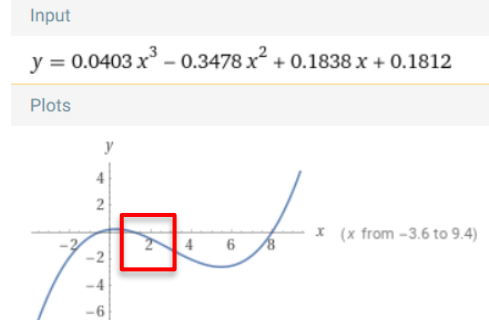 Input
y = 0.0403 x³ − 0.3478 x² + 0.1838 x + 0.1812
Plots
y
4
2
−2 2 4 6 8 x (x from −3.6 to 9.4)
−2
−4
−6